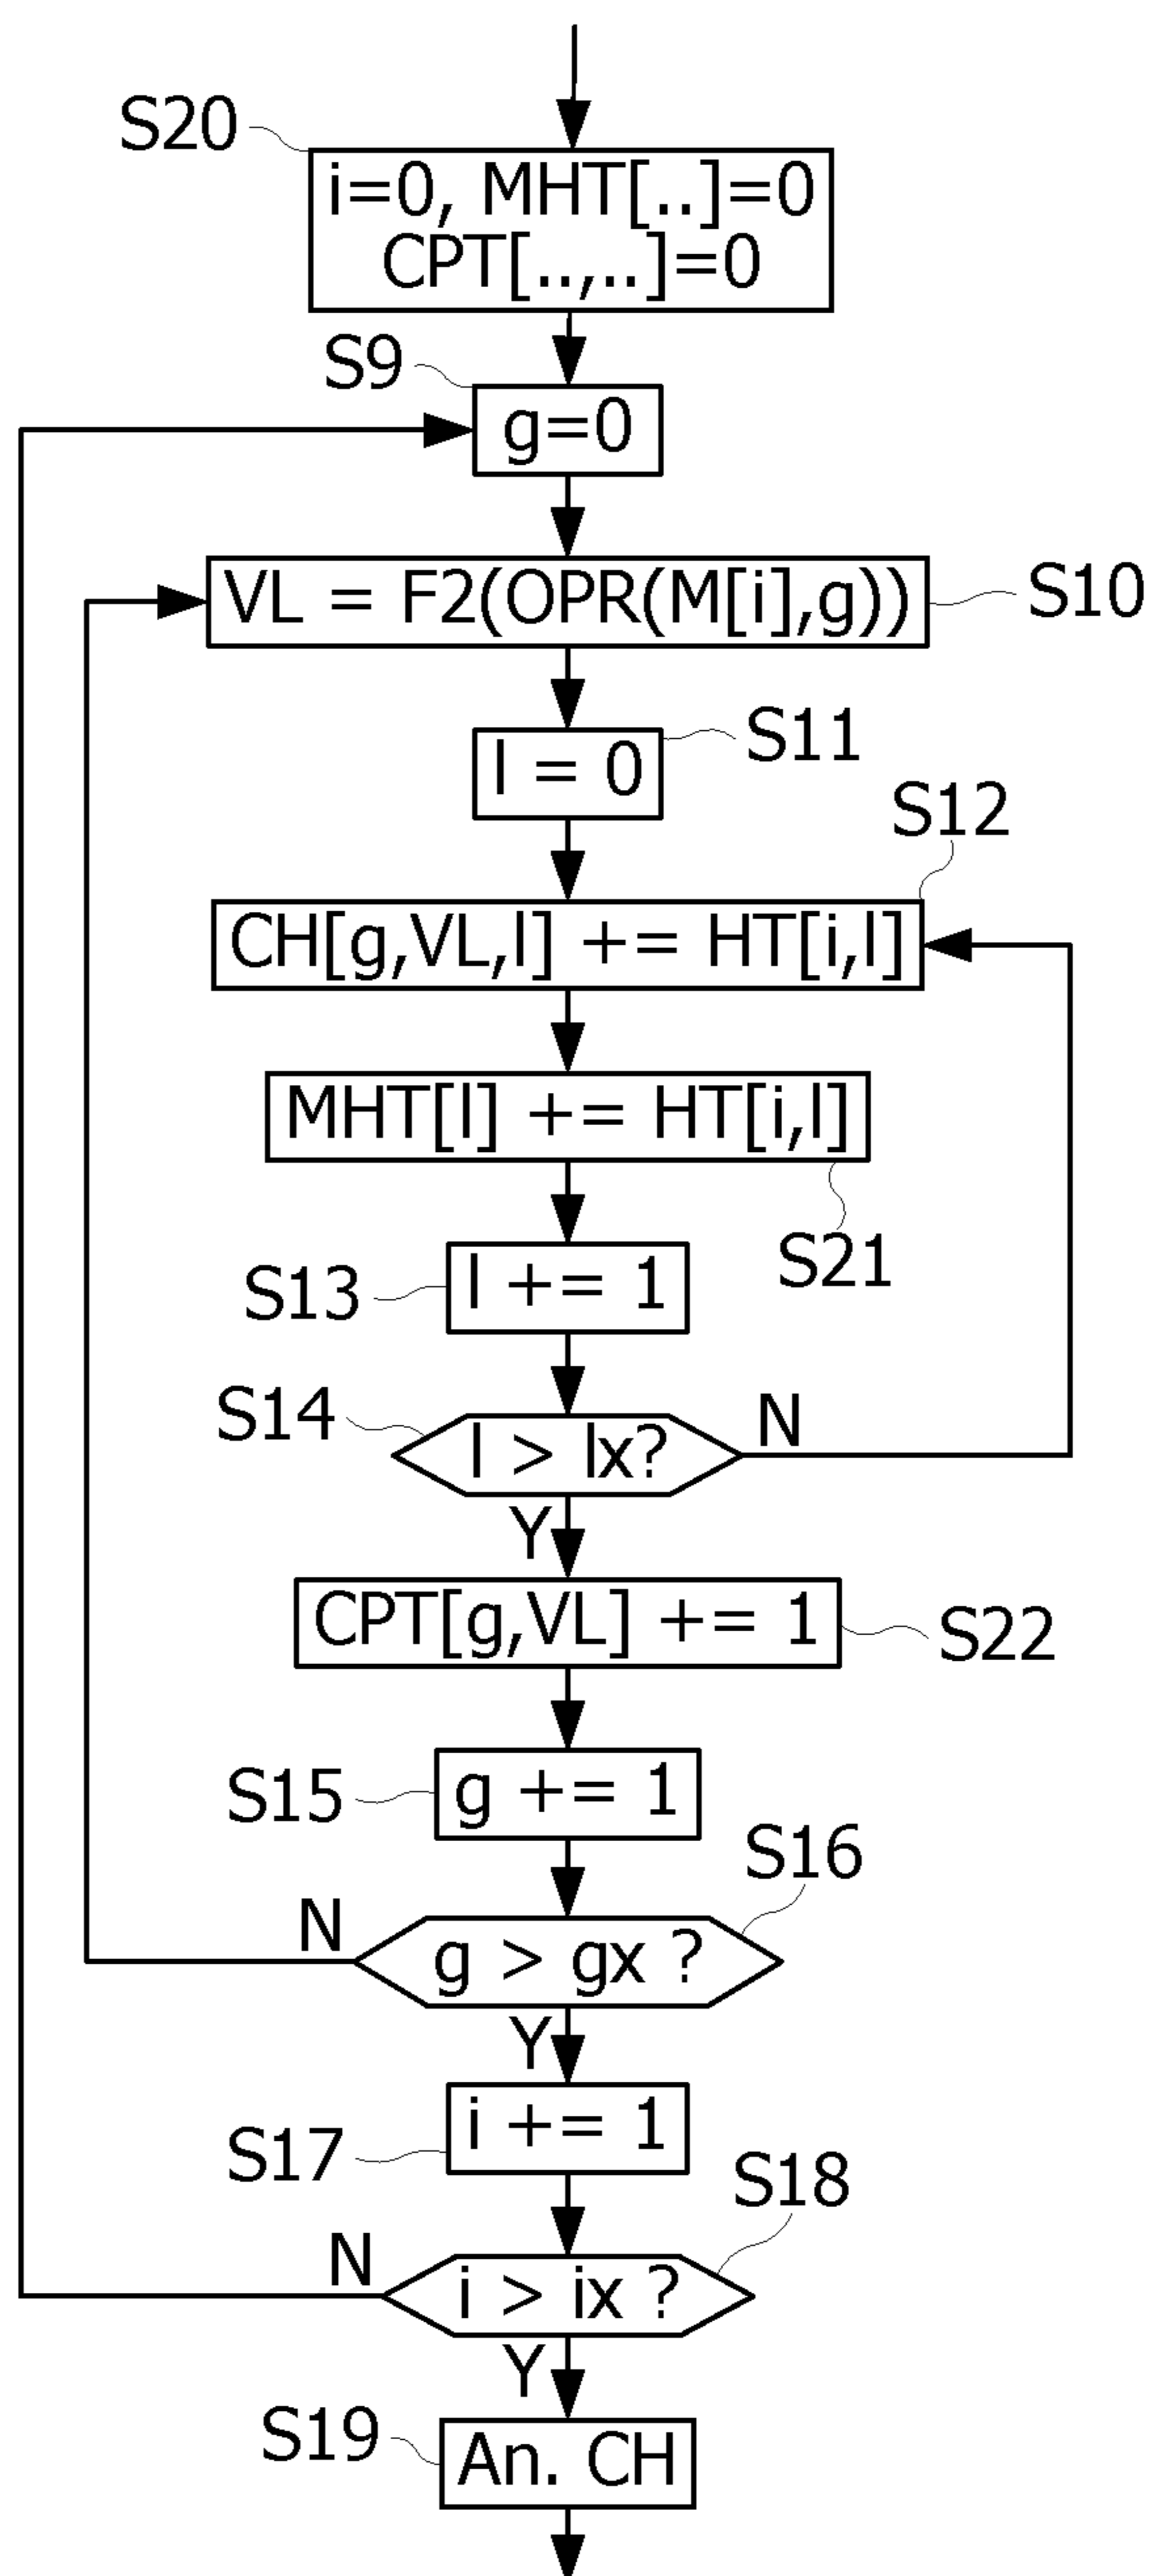 S20
i=0, MHT[..]=0
CPT[..,..]=0
S9
g=0
VL = F2(OPR(M[i],g))
S10
l = 0
S11
S12
CH[g,VL,l] += HT[i,l]
MHT[l] += HT[i,l]
S21
S13
l += 1
S14
l > lx?
N
Y
CPT[g,VL] += 1
S22
S15
g += 1
S16
N
g > gx ?
Y
S17
i += 1
S18
N
i > ix ?
Y
S19
An. CH